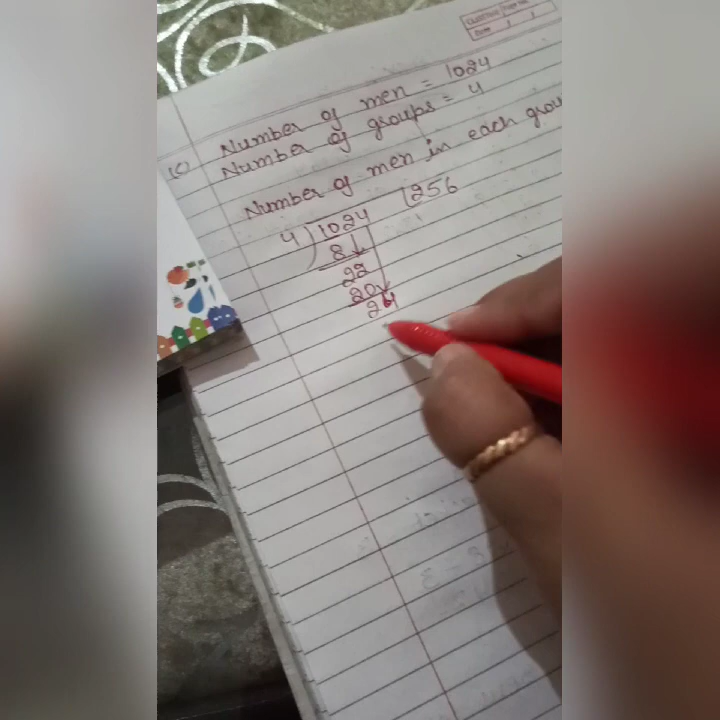 10) Number of men = 1024
Number of groups = 4
Number of men in each grou
4) 1024 (256
8
22
20
24